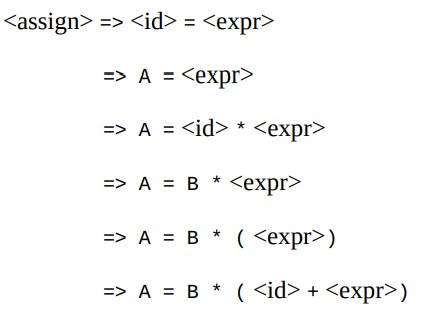 <assign> => <id> = <expr>
=> A = <expr>
=> A = <id> * <expr>
=> A = B * <expr>
=> A = B * ( <expr>)
=> A = B * ( <id> + <expr>)